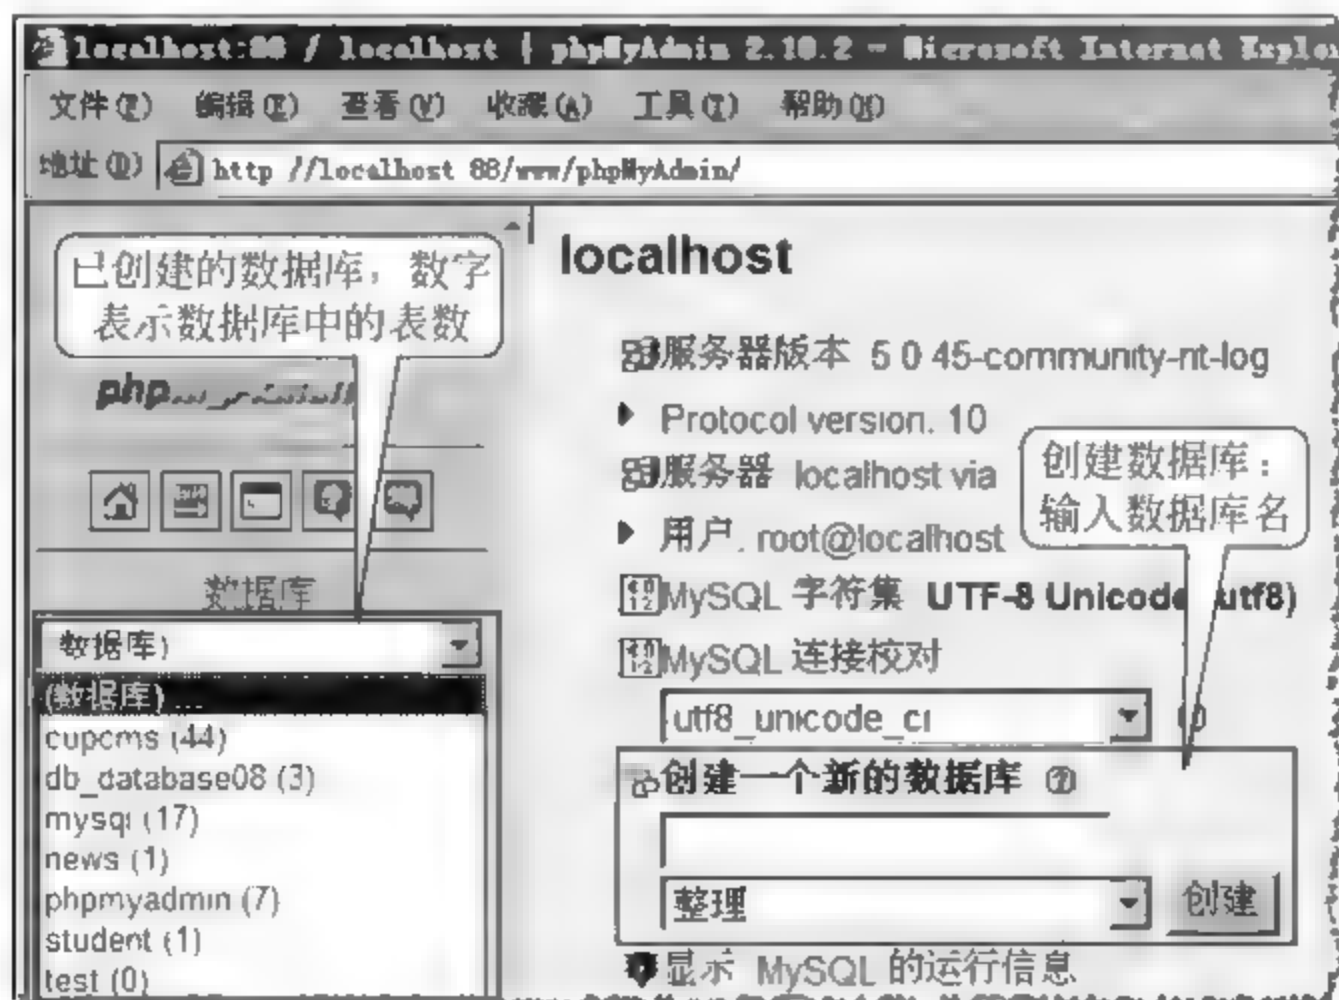 localhost:88 / localhost | phpMyAdmin 2.10.2 - Microsoft Internet Explo
文件(F) 编辑(E) 查看(V) 收藏(A) 工具(T) 帮助(H)
地址(D) http //localhost 88/www/phpMyAdmin/
已创建的数据库，数字
表示数据库中的表数
php
数据库
数据库)
(数据库) ...
cupcms (44)
db_database08 (3)
mysql (17)
news (1)
phpmyadmin (7)
student (1)
test (0)
localhost
服务器版本 5 0 45-community-nt-log
Protocol version. 10
服务器 localhost via
用户. root@localhost
MySQL 字符集 UTF-8 Unicode utf8)
MySQL 连接校对
utf8_unicode_ci
创建数据库：
输入数据库名
创建一个新的数据库
整理
创建
显示 MySQL 的运行信息